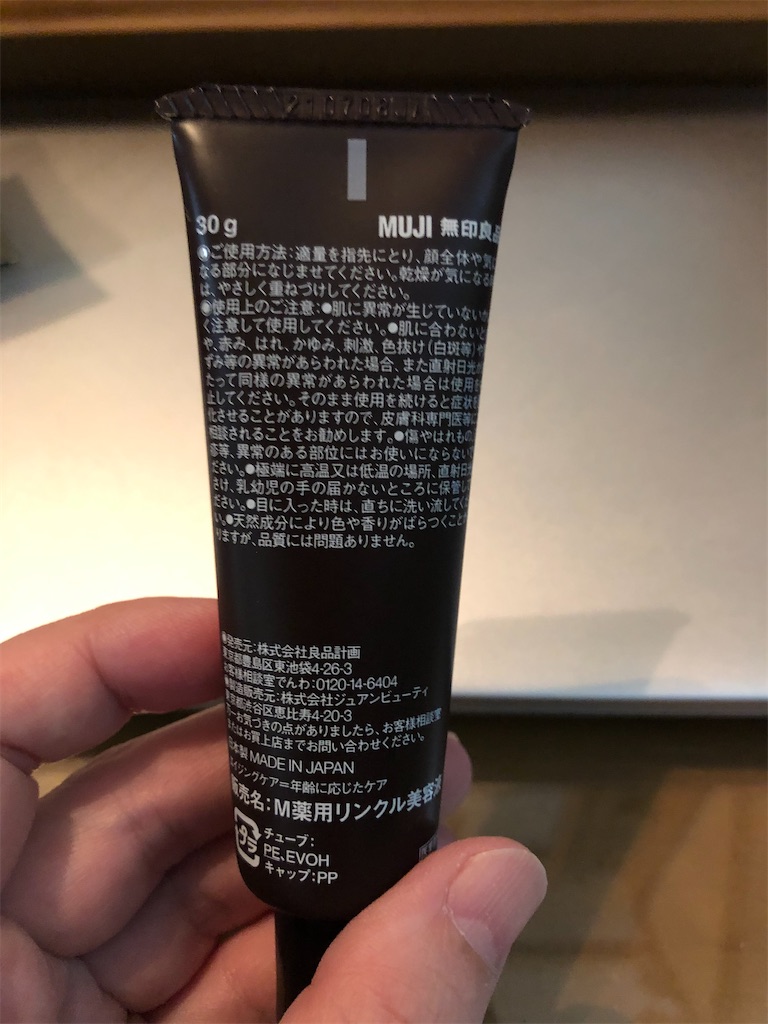 30g MUJI 無印良品
●ご使用方法:適量を指先にとり、顔全体や気に
なる部分になじませてください。乾燥が気になる
は、やさしく重ねづけしてください。
●使用上のご注意:●肌に異常が生じていないか
く注意して使用してください。●肌に合わないと
や、赤み、はれ、かゆみ、刺激、色抜け(白斑等)や
ずみ等の異常があらわれた場合、また直射日光
たって同様の異常があらわれた場合は使用を
止してください。そのまま使用を続けると症状を
化させることがありますので、皮膚科専門医等に
相談されることをお勧めします。●傷やはれもの、
疹等、異常のある部位にはお使いにならないで
ださい。●極端に高温又は低温の場所、直射日光
さけ、乳幼児の手の届かないところに保管して
ださい。●目に入った時は、直ちに洗い流してく
い。●天然成分により色や香りがばらつくことが
りますが、品質には問題ありません。
●発売元:株式会社良品計画
東京都豊島区東池袋4-26-3
お客様相談室でんわ:0120-14-6404
●製造販売元:株式会社ジュアンビューティ
東京都渋谷区恵比寿4-20-3
お気づきの点がありましたら、お客様相談室
またはお買上店までお問い合わせください。
日本製 MADE IN JAPAN
エイジングケア=年齢に応じたケア
販売名:M薬用リンクル美容液
プラ チューブ:
PE、EVOH
キャップ:PP